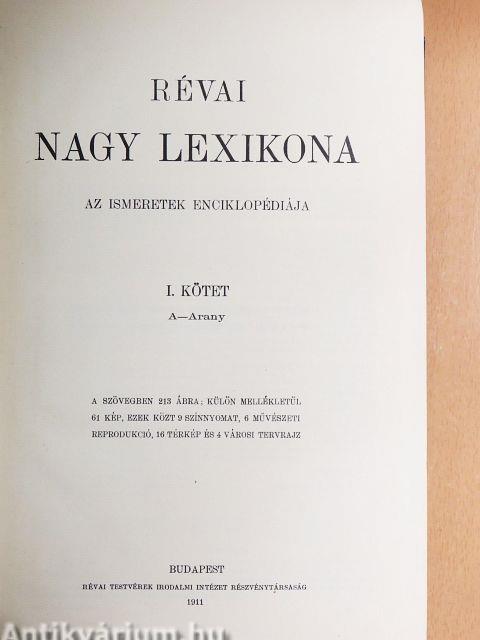 RÉVAI
NAGY LEXIKONA
AZ ISMERETEK ENCIKLOPÉDIÁJA
I. KÖTET
A—Arany
A SZÖVEGBEN 213 ÁBRA; KÜLÖN MELLÉKLETÜL
61 KÉP, EZEK KÖZT 9 SZÍNNYOMAT, 6 MŰVÉSZETI
REPRODUKCIÓ, 16 TÉRKÉP ÉS 4 VÁROSI TERVRAJZ
BUDAPEST
RÉVAI TESTVÉREK IRODALMI INTÉZET RÉSZVÉNYTÁRSASÁG
1911
Antikvárium.hu